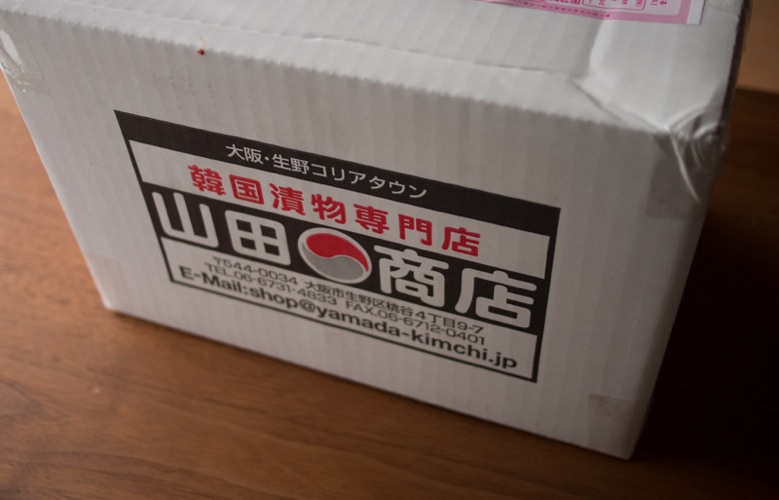 大阪・生野コリアタウン
韓国漬物専門店
山田商店
〒544-0034 大阪市生野区桃谷4丁目9-7
TEL.06-6731-4833 FAX.06-6712-0401
E-Mail:shop@yamada-kimchi.jp